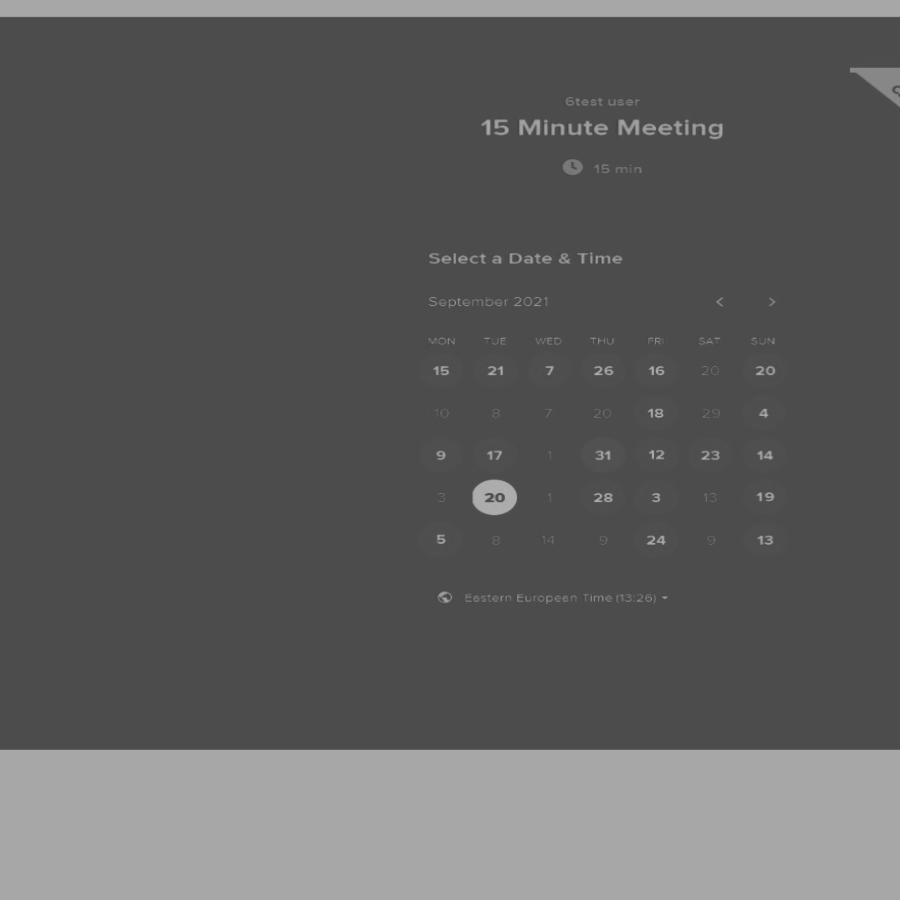 6test user
15 Minute Meeting
15 min
Select a Date & Time
September 2021 < >
MON TUE WED THU FRI SAT SUN
15 21 7 26 16 20 20
10 8 7 20 18 29 4
9 17 1 31 12 23 14
3 20 1 28 3 13 19
5 8 14 9 24 9 13
Eastern European Time (13:26)